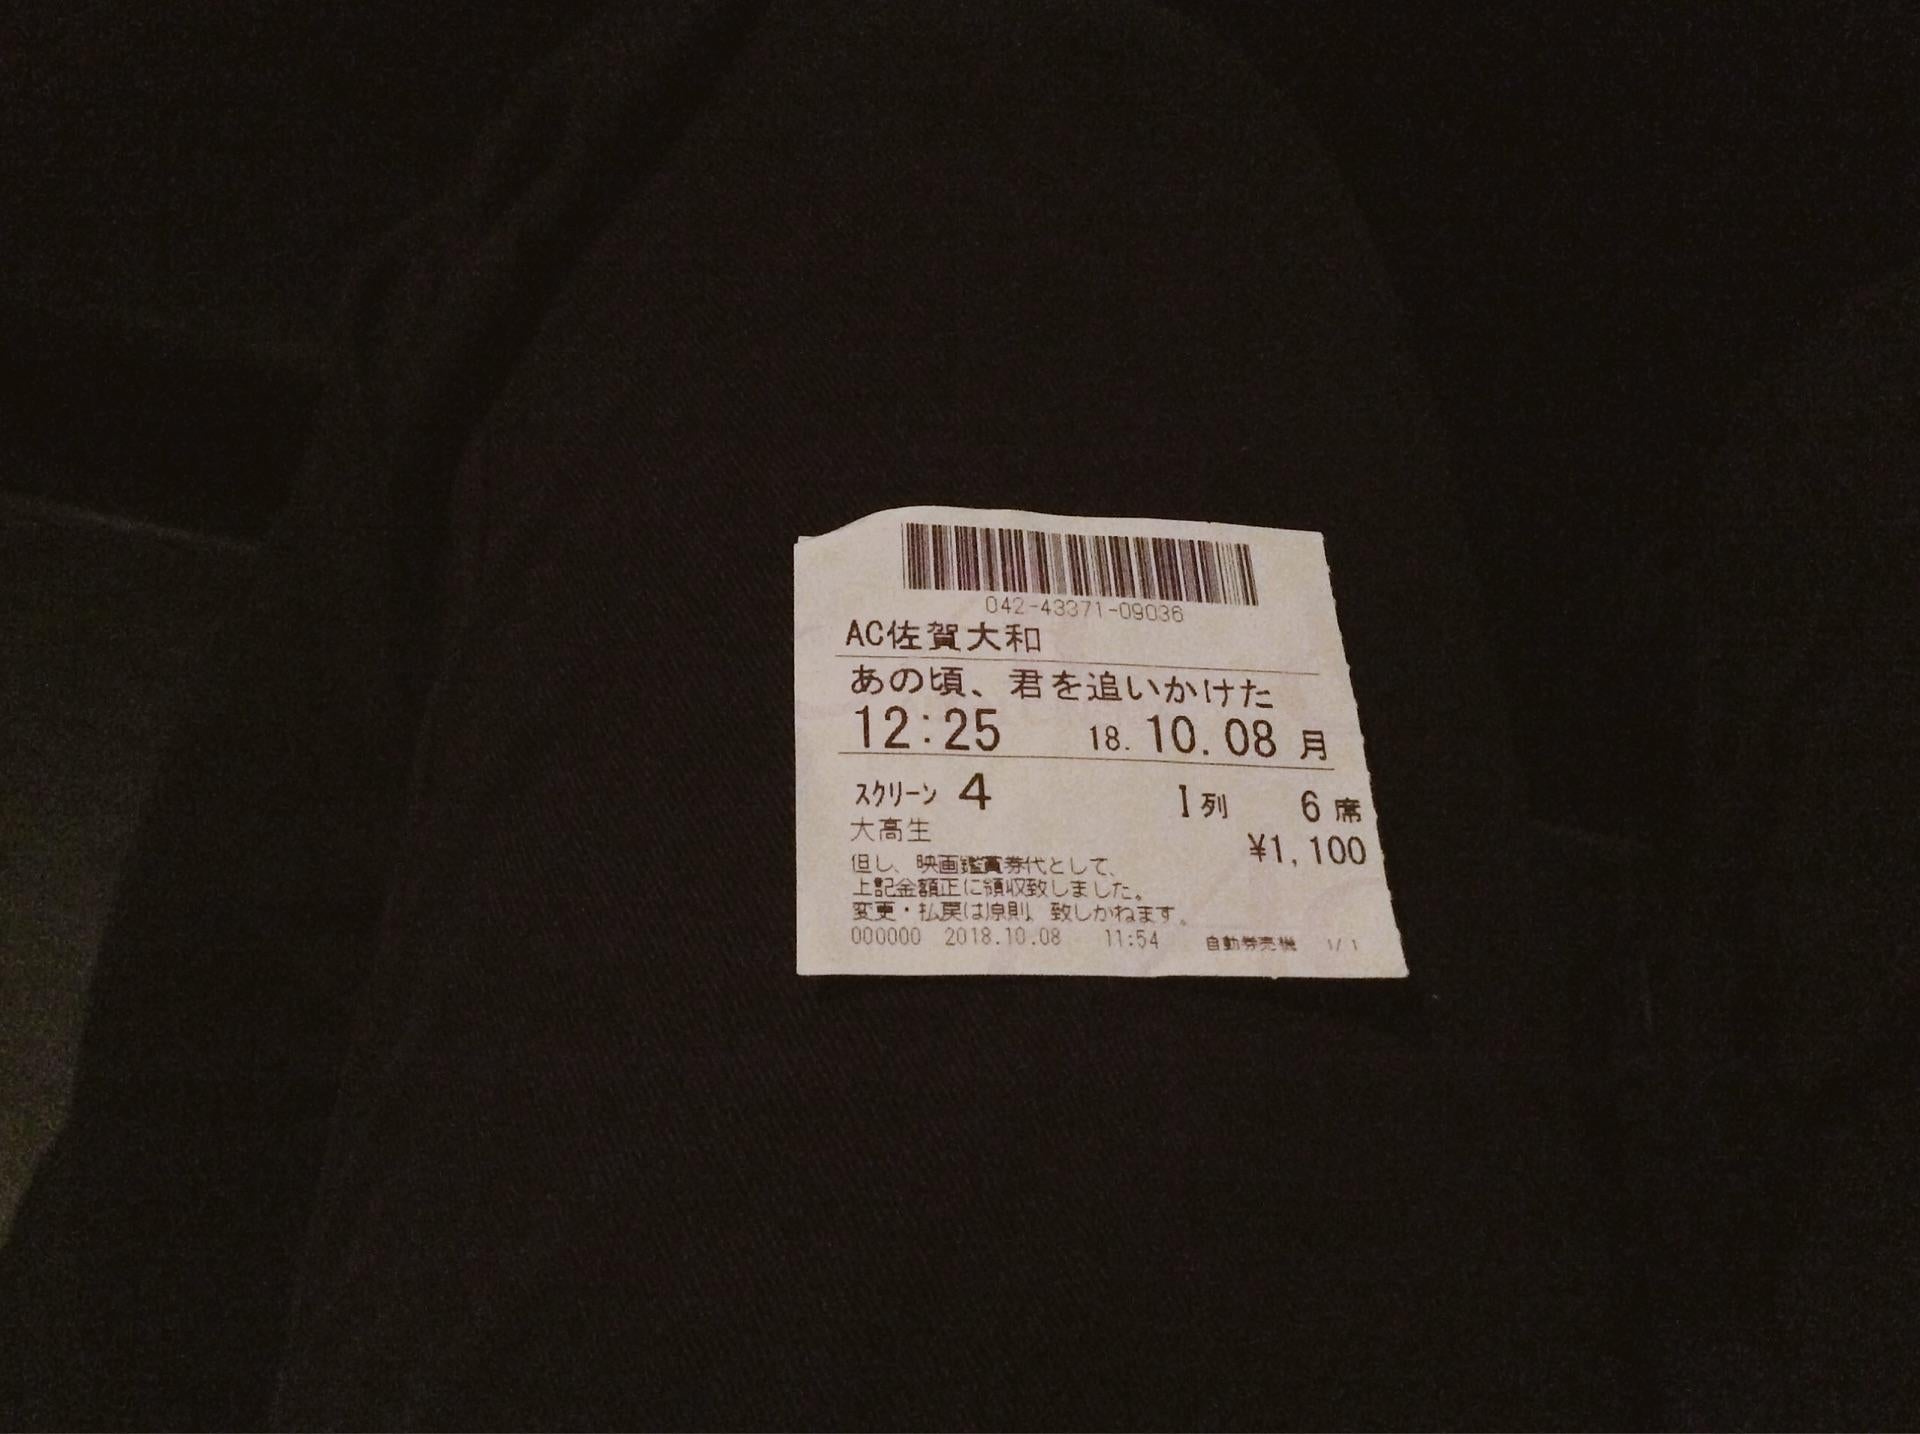 042-43371-09036
AC佐賀大和
あの頃、君を追いかけた
12:25 18.10.08 月
スクリーン 4 I列 6席
大高生
¥1,100
但し、映画鑑賞券代として、
上記金額正に領収致しました。
変更・払戻は原則、致しかねます。
000000 2018.10.08 11:54 自動券売機 1/1